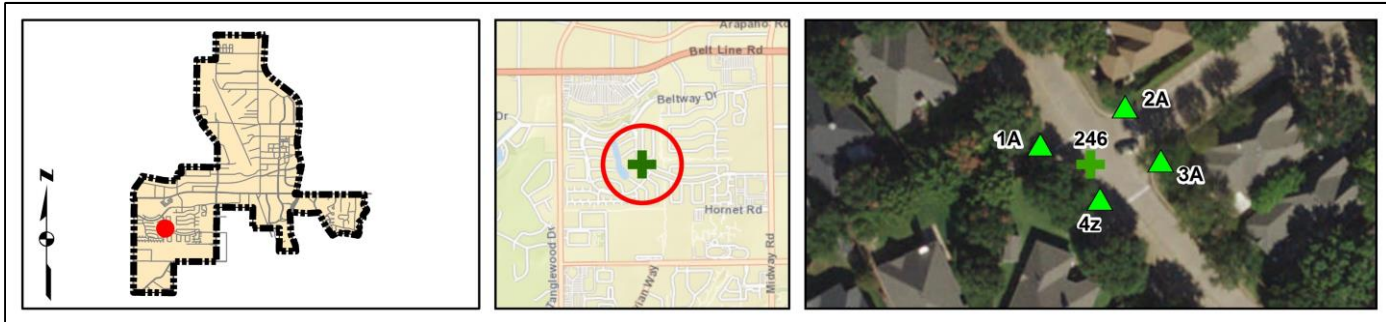 N
Arapaho Rd
Belt Line Rd
Beltway Dr
Dr
Hornet Rd
Tanglewood Dr
Midway Rd
rian Way
2A
1A
246
3A
4z